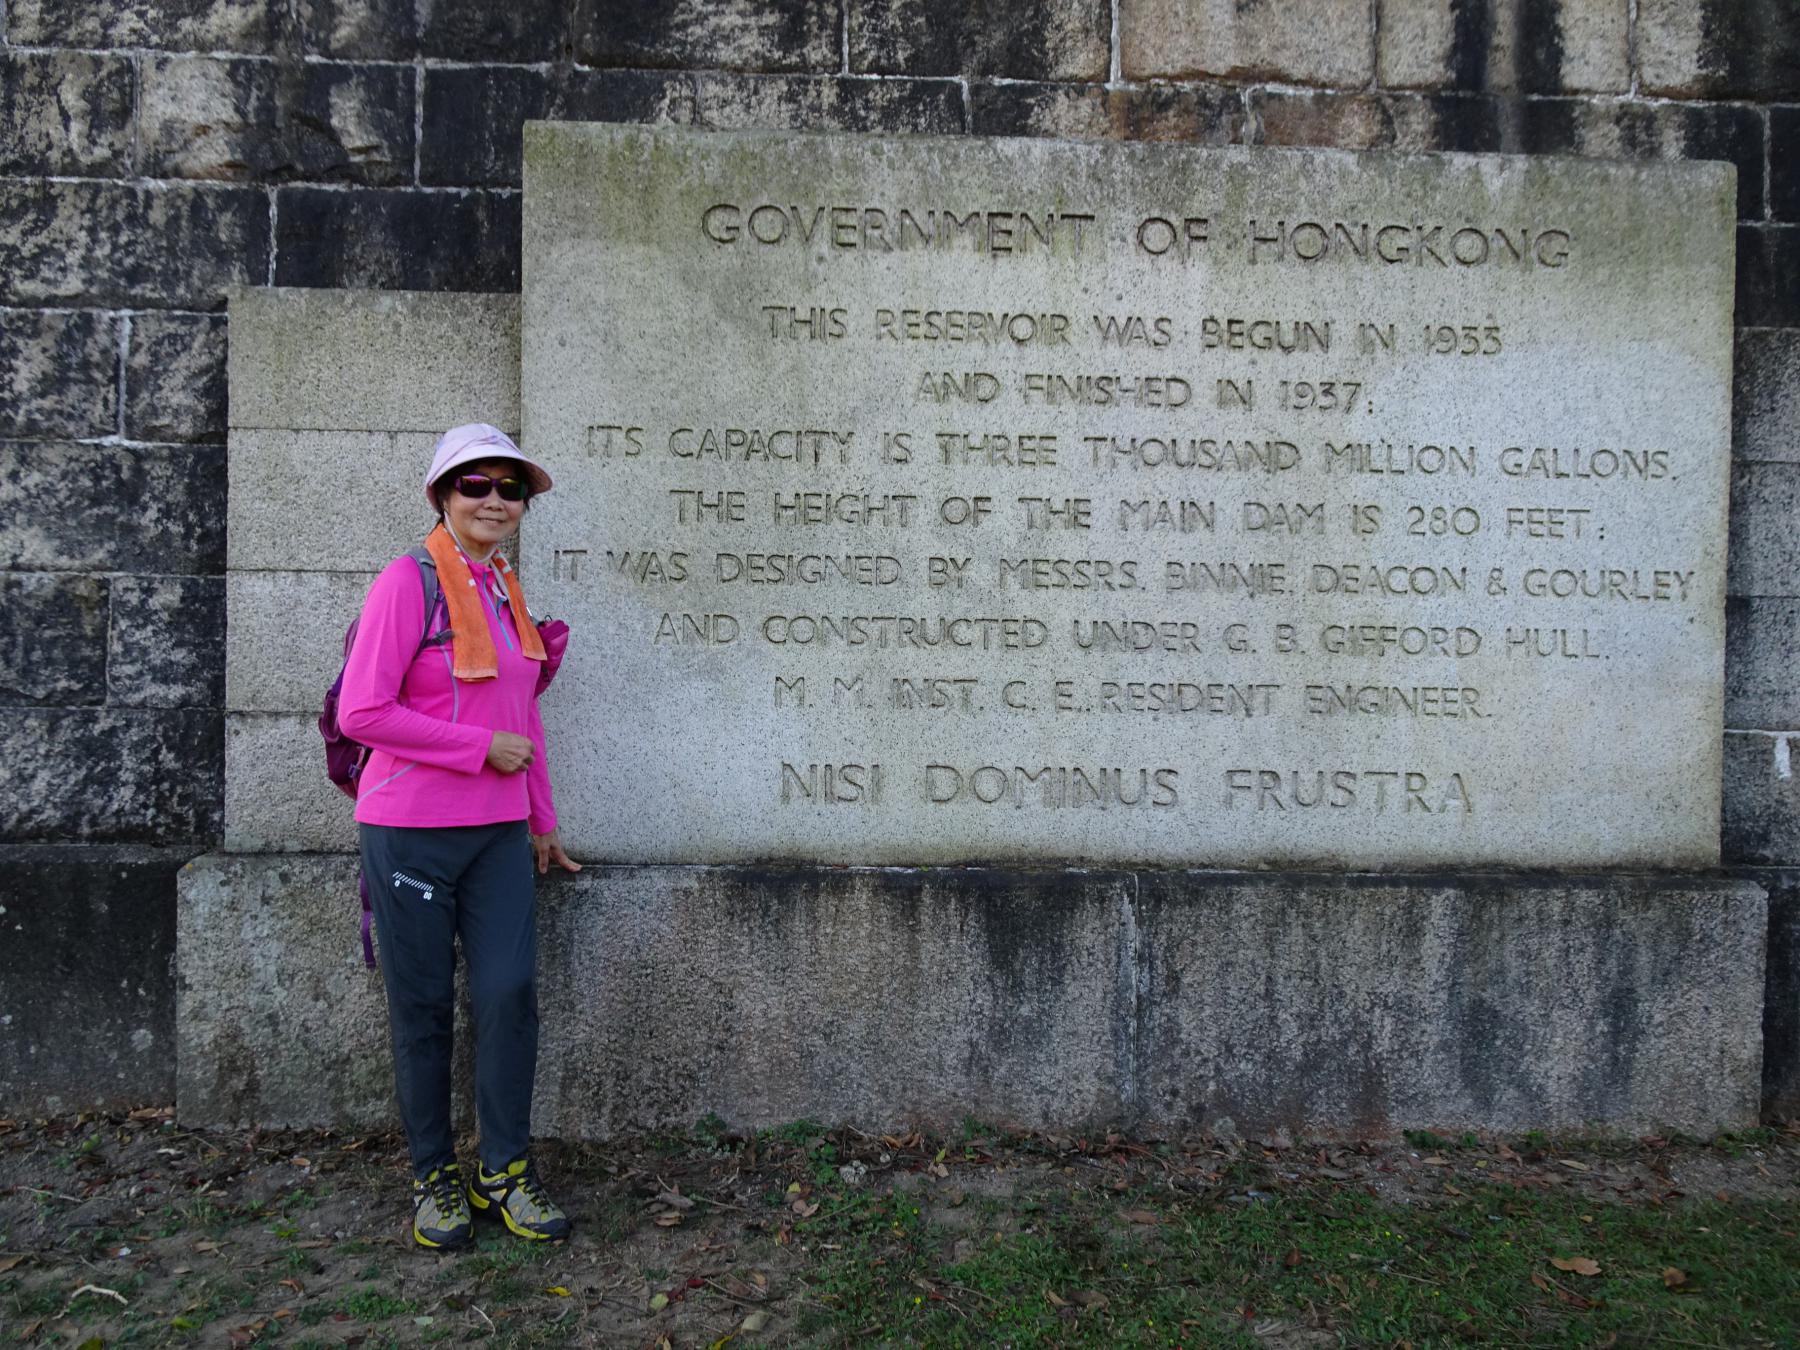 GOVERNMENT OF HONGKONG
THIS RESERVOIR WAS BEGUN IN 1933
AND FINISHED IN 1937:
ITS CAPACITY IS THREE THOUSAND MILLION GALLONS.
THE HEIGHT OF THE MAIN DAM IS 280 FEET:
IT WAS DESIGNED BY MESSRS. BINNIE. DEACON & GOURLEY
AND CONSTRUCTED UNDER G. B. GIFFORD HULL.
M. M. INST. C. E. RESIDENT ENGINEER.
NISI DOMINUS FRUSTRA